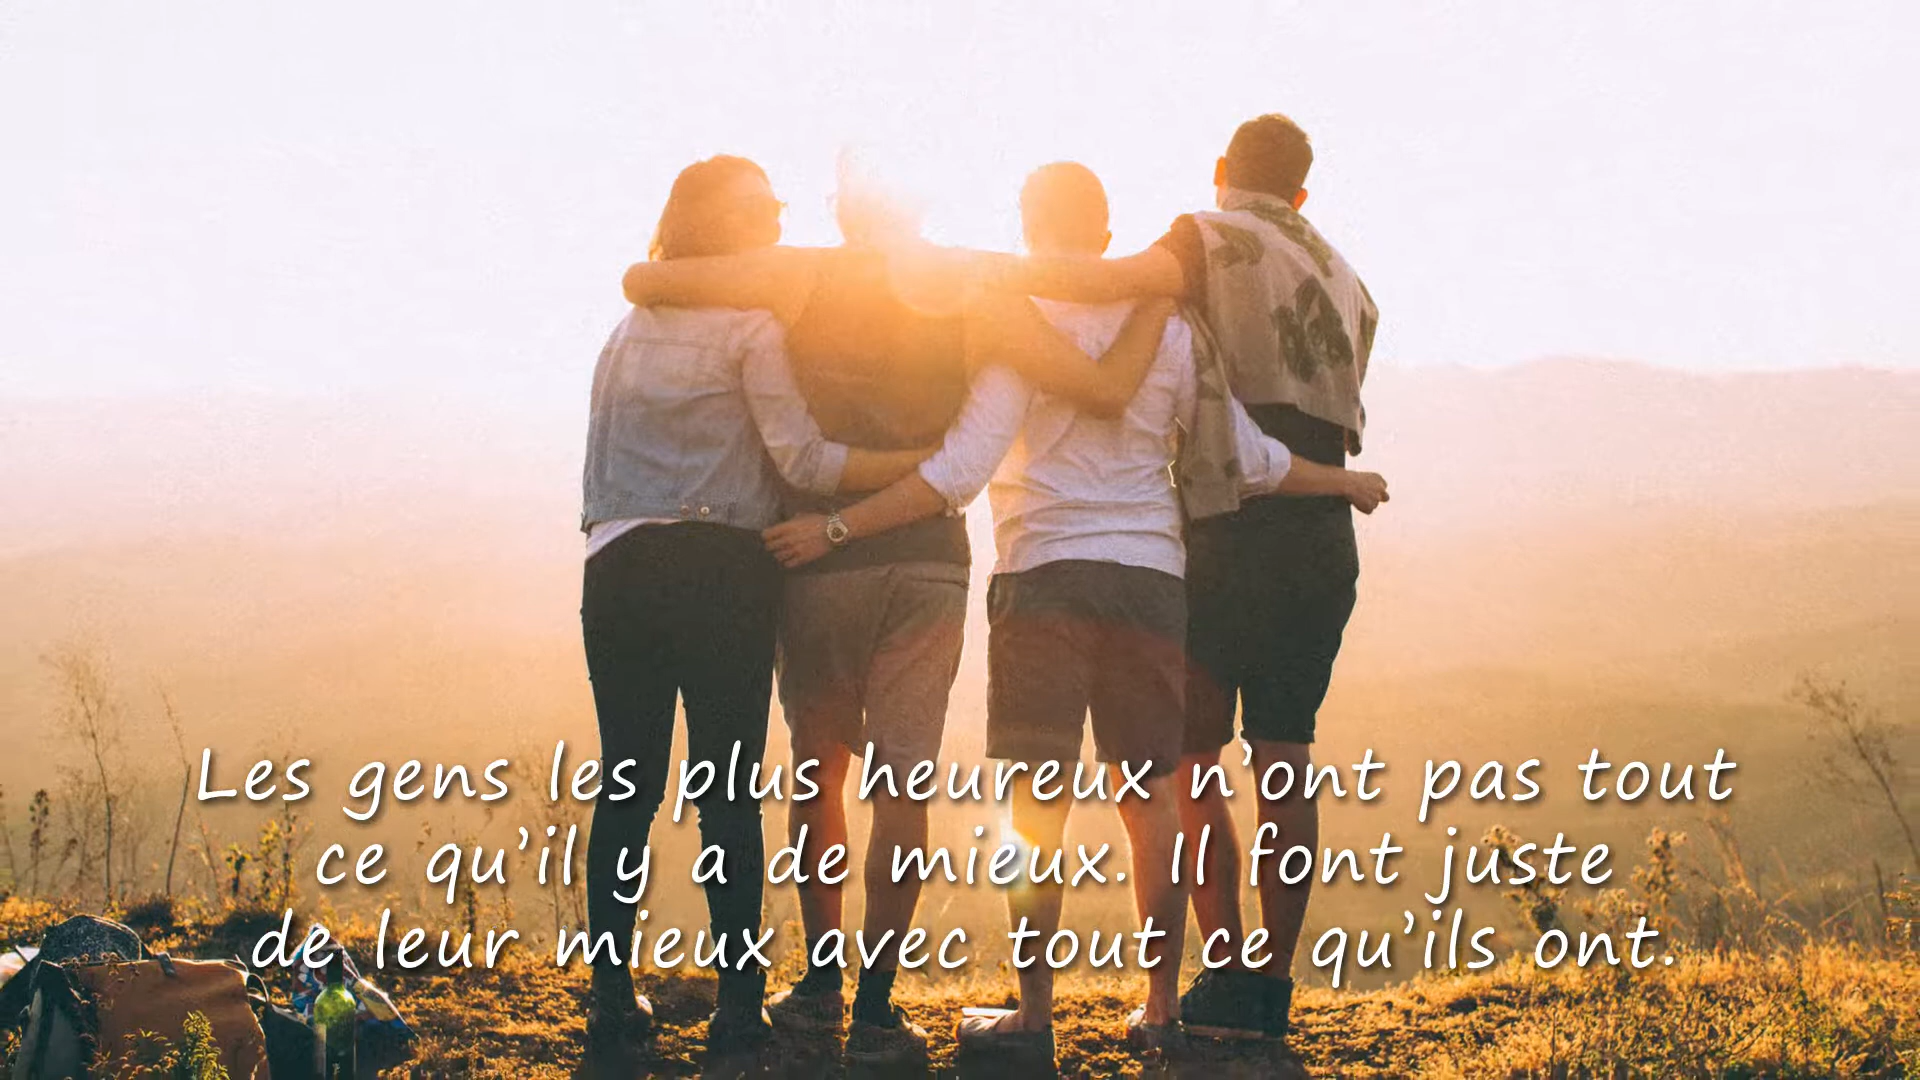 Les gens les plus heureux n’ont pas tout
ce qu’il y a de mieux. Il font juste
de leur mieux avec tout ce qu’ils ont.